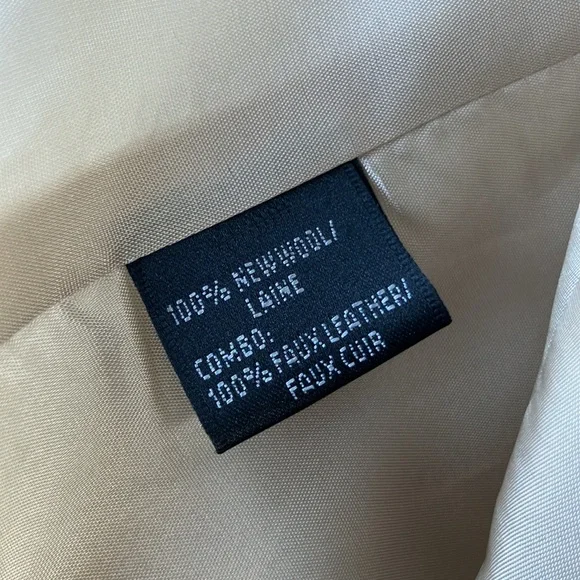 100% NEW WOOL/
LAINE
COMBO:
100% FAUX LEATHER/
FAUX CUIR